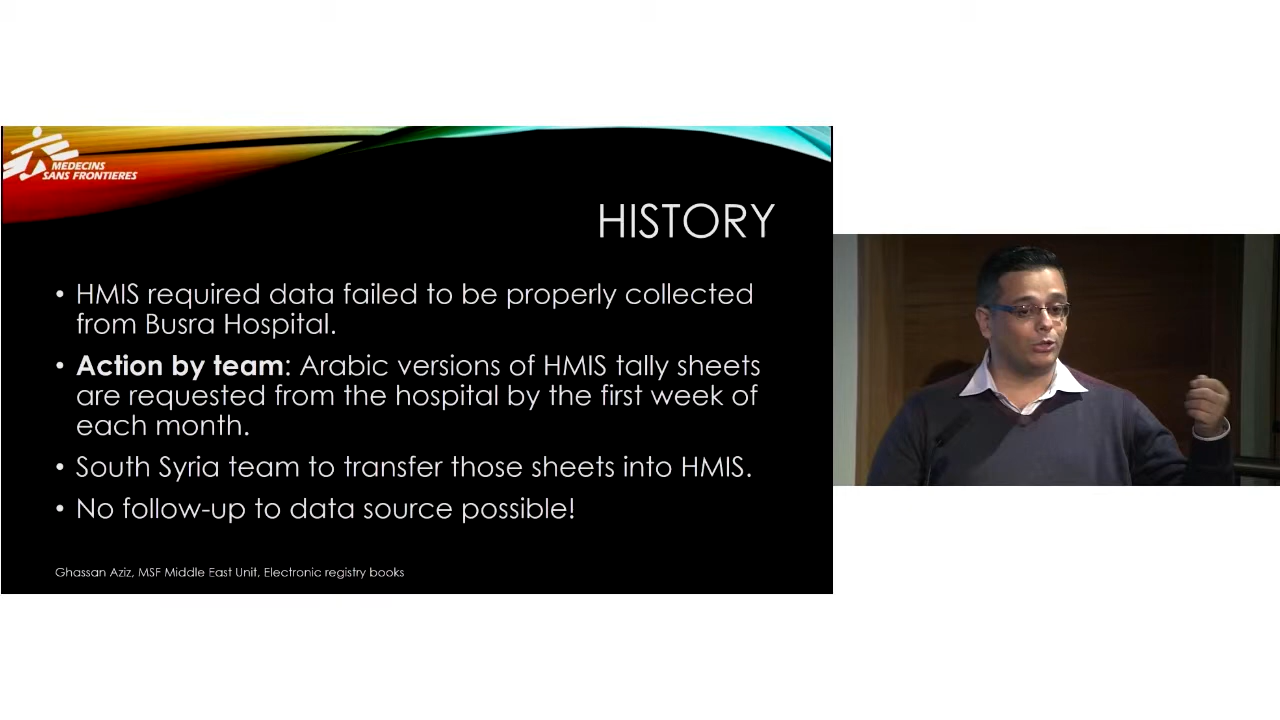 MEDECINS
SANS FRONTIERES
HISTORY
• HMIS required data failed to be properly collected
from Busra Hospital.
• Action by team: Arabic versions of HMIS tally sheets
are requested from the hospital by the first week of
each month.
• South Syria team to transfer those sheets into HMIS.
• No follow-up to data source possible!
Ghassan Aziz, MSF Middle East Unit, Electronic registry books